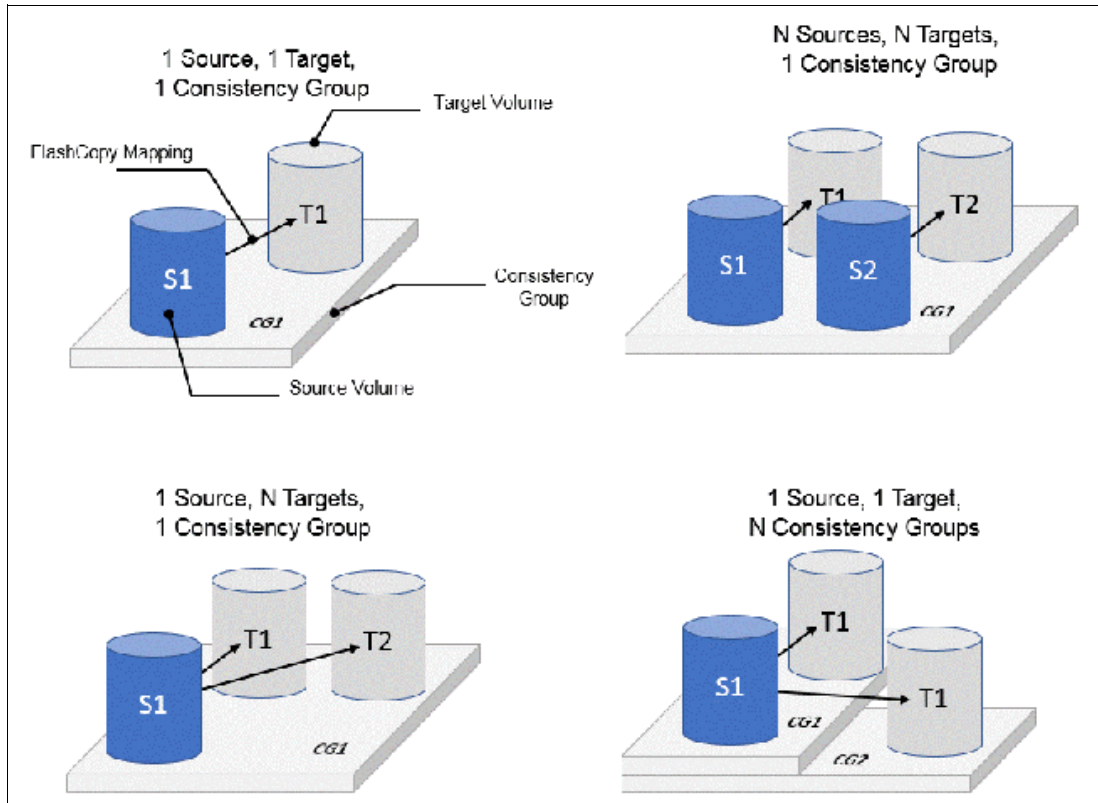 1 Source, 1 Target,
1 Consistency Group
Target Volume
FlashCopy Mapping
T1
S1
Consistency
Group
CG1
Source Volume
N Sources, N Targets,
1 Consistency Group
T1
T2
S1
S2
CG1
1 Source, N Targets,
1 Consistency Group
T1
T2
S1
CG1
1 Source, 1 Target,
N Consistency Groups
T1
S1
T1
CG1
CG2